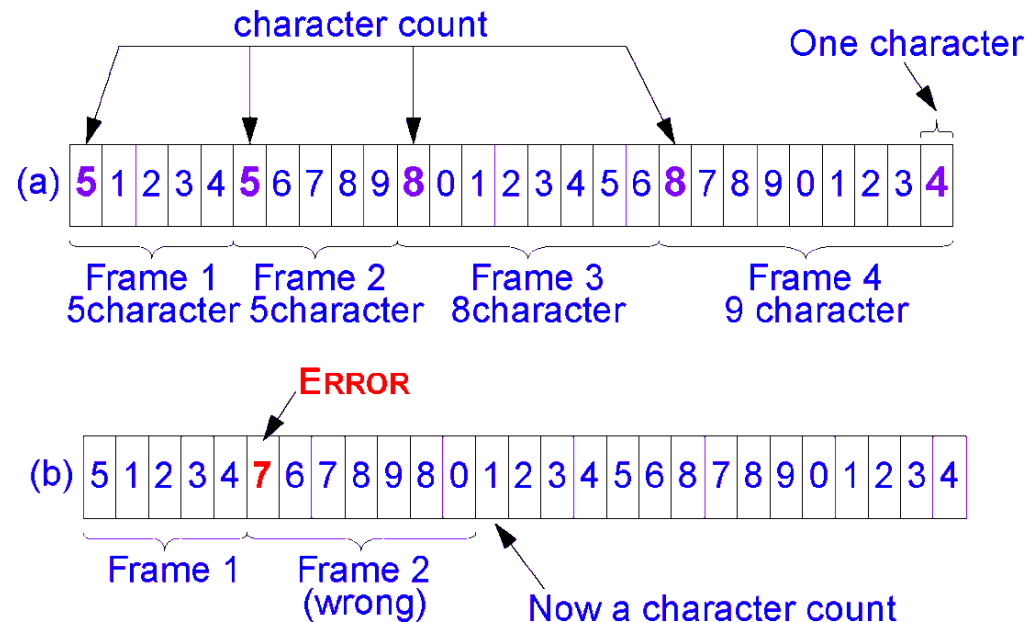 character count
One character
(a) 5 1 2 3 4 5 6 7 8 9 8 0 1 2 3 4 5 6 8 7 8 9 0 1 2 3 4
Frame 1 Frame 2 Frame 3 Frame 4
5character 5character 8character 9 character
ERROR
(b) 5 1 2 3 4 7 6 7 8 9 8 0 1 2 3 4 5 6 8 7 8 9 0 1 2 3 4
Frame 1 Frame 2
(wrong)
Now a character count